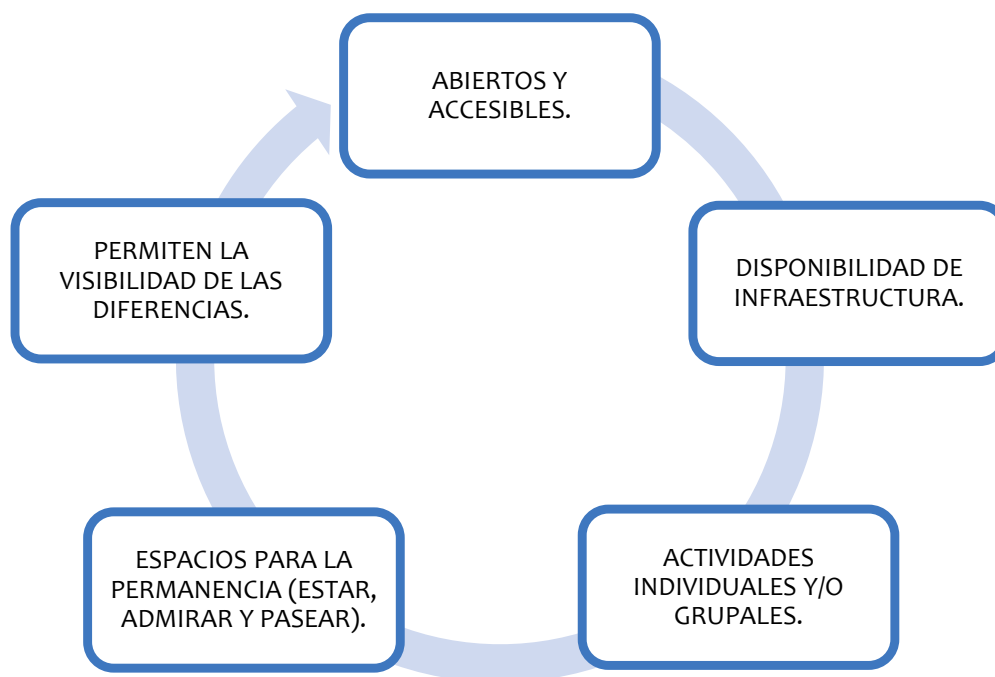 ABIERTOS Y
ACCESIBLES.
DISPONIBILIDAD DE
INFRAESTRUCTURA.
ACTIVIDADES
INDIVIDUALES Y/O
GRUPALES.
ESPACIOS PARA LA
PERMANENCIA (ESTAR,
ADMIRAR Y PASEAR).
PERMITEN LA
VISIBILIDAD DE LAS
DIFERENCIAS.